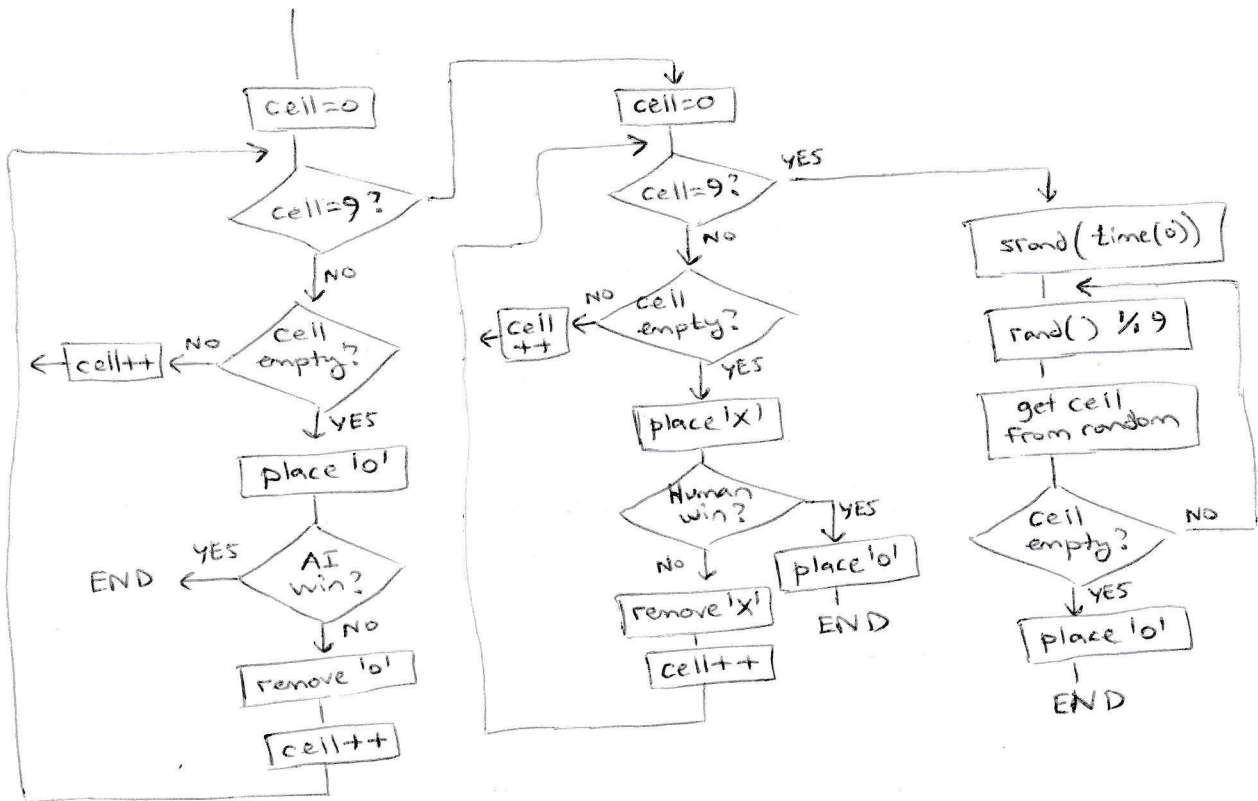 cell=0
cell=9?
NO
cell
empty?
NO
cell++
YES
place 'o'
AI
win?
YES
END
NO
remove 'o'
cell++
cell=0
cell=9?
YES
NO
cell
empty?
NO
cell
++
YES
place 'X'
Human
win?
YES
place 'o'
END
NO
remove 'X'
cell++
srand(time(0))
rand() % 9
get cell
from random
cell
empty?
NO
YES
place 'o'
END